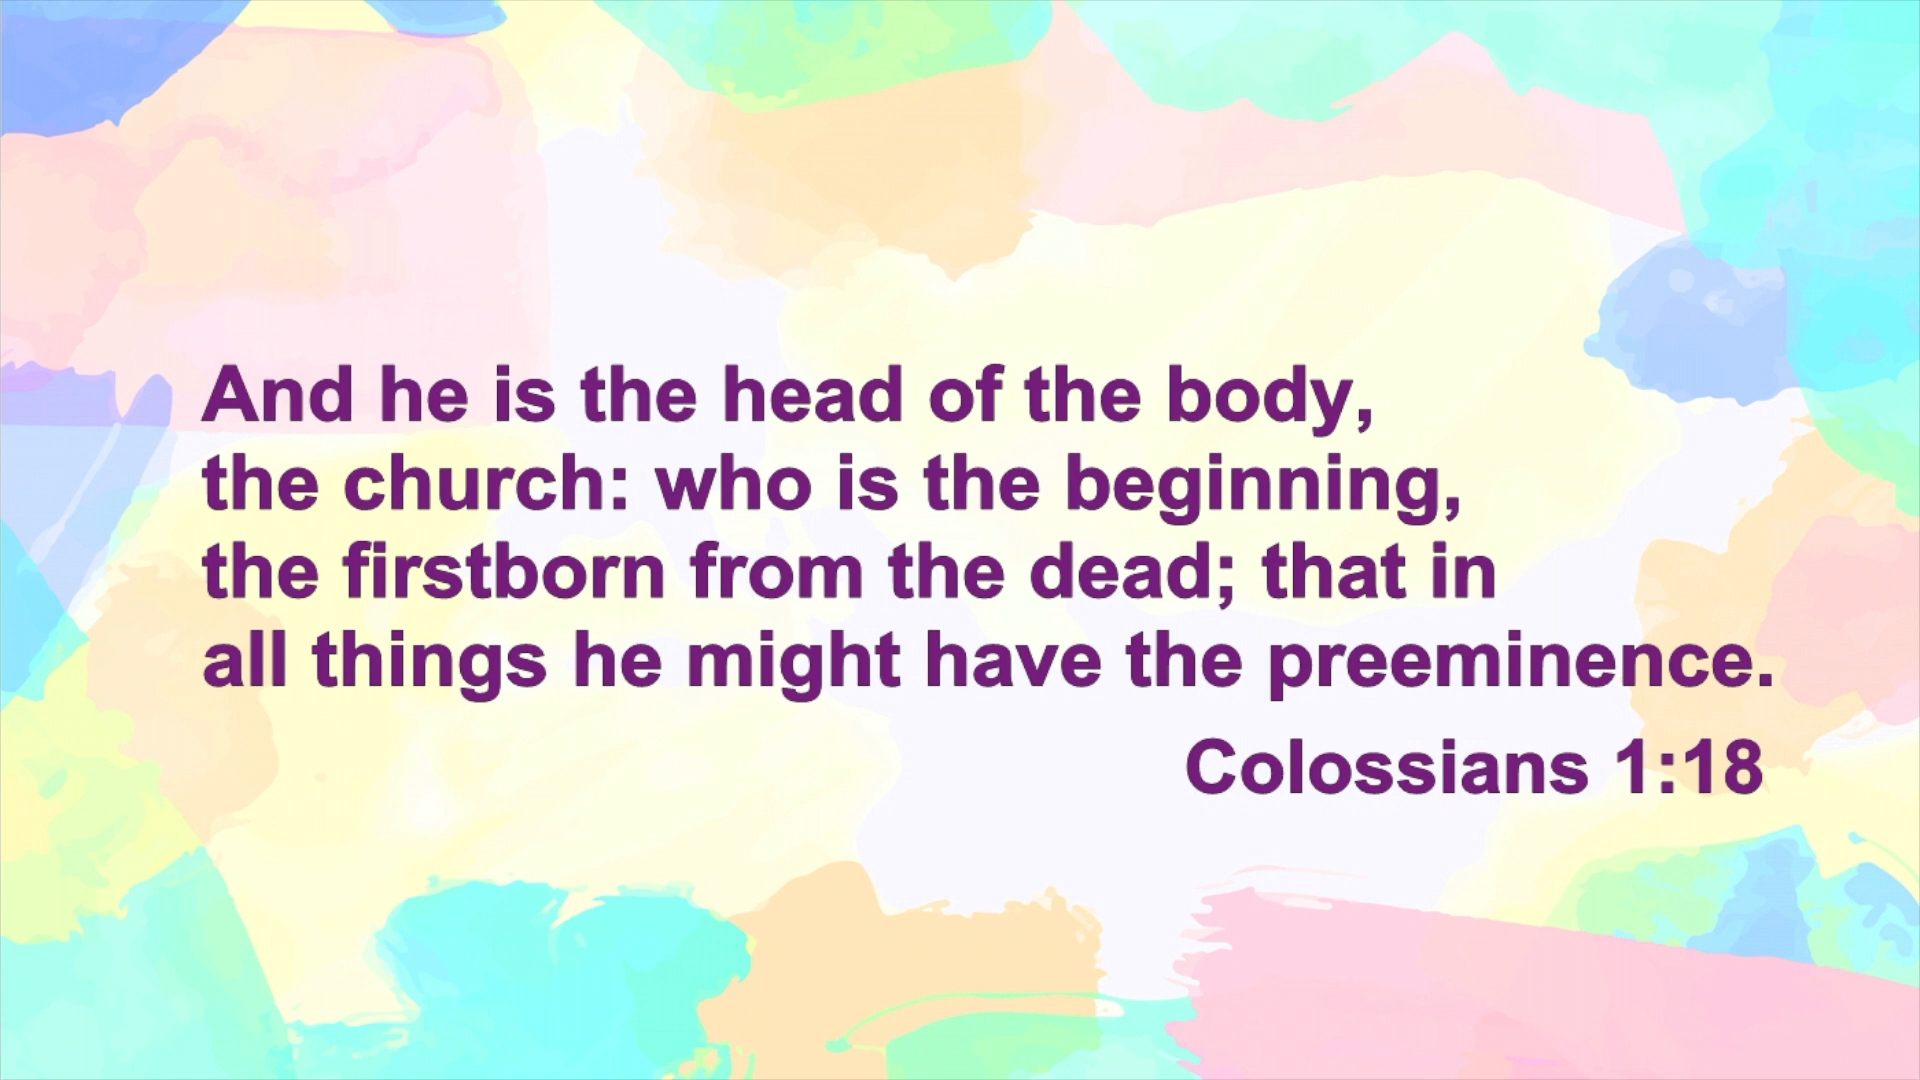 And he is the head of the body,
the church: who is the beginning,
the firstborn from the dead; that in
all things he might have the preeminence.
Colossians 1:18